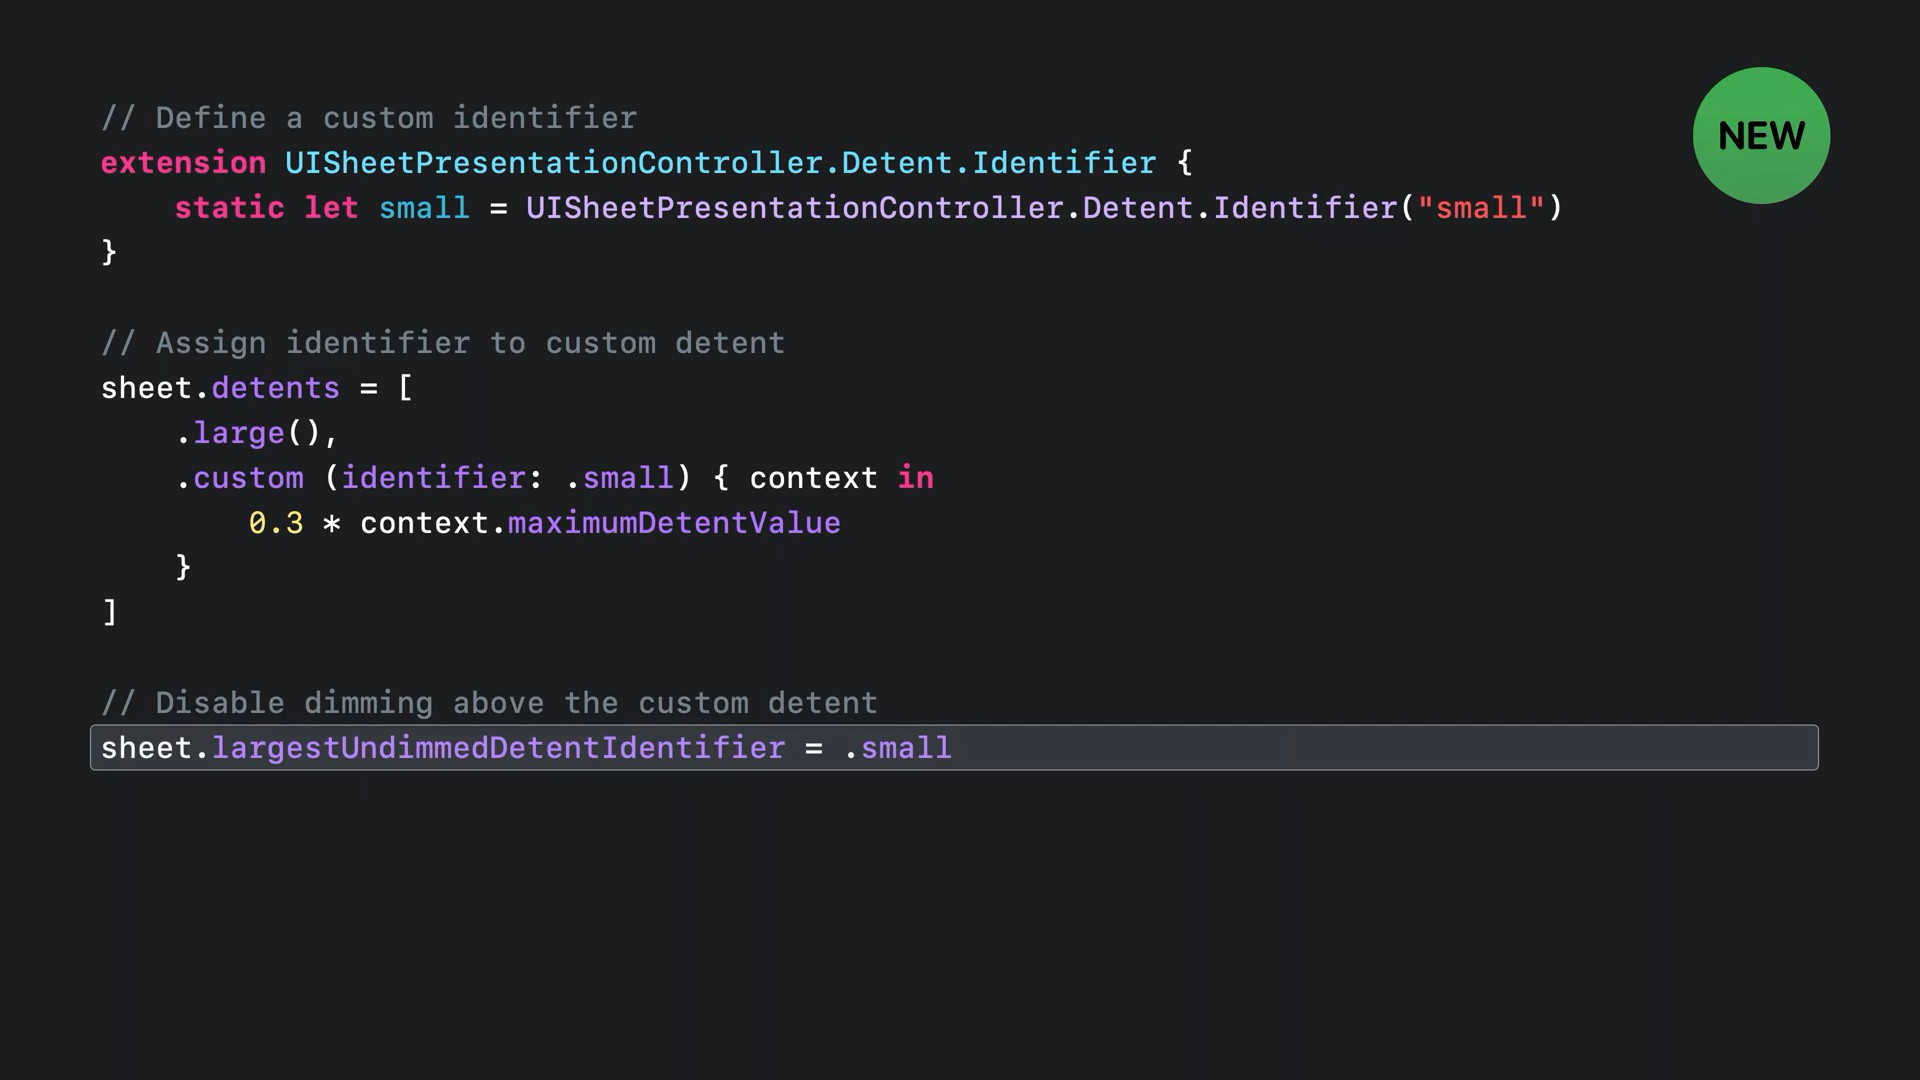 // Define a custom identifier
extension UISheetPresentationController.Detent.Identifier {
    static let small = UISheetPresentationController.Detent.Identifier("small")
}
// Assign identifier to custom detent
sheet.detents = [
    .large(),
    .custom (identifier: .small) { context in
        0.3 * context.maximumDetentValue
    }
]
// Disable dimming above the custom detent
sheet.largestUndimmedDetentIdentifier = .small
NEW